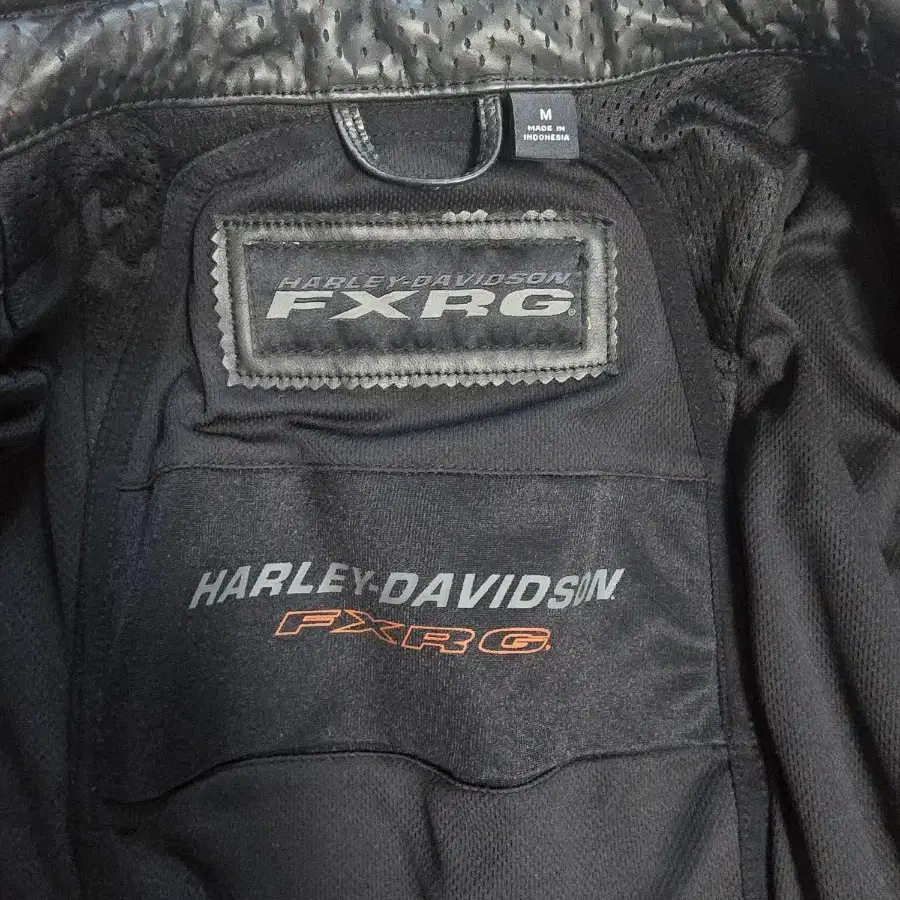 M
MADE IN
INDONESIA
HARLEY-DAVIDSON
FXRG®
HARLEY-DAVIDSON
FXRG.